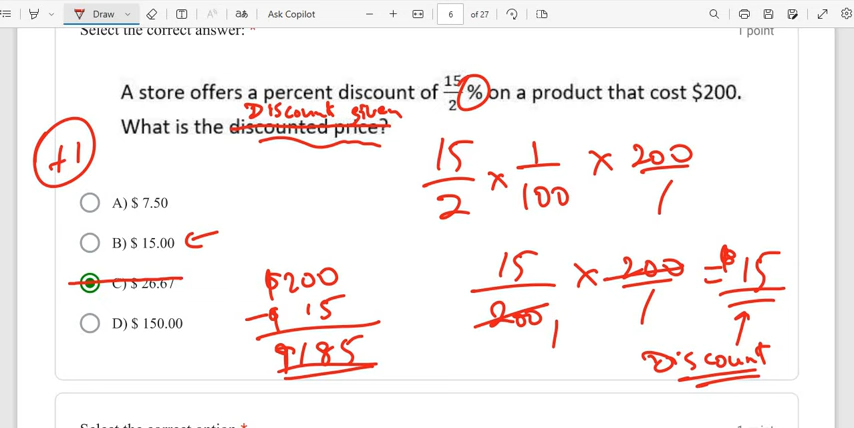 Draw
Ask Copilot
6 of 27
Select the correct answer: *
1 point
A store offers a percent discount of 15/2 % on a product that cost $200.
Discount given
What is the discounted price?
+1
15/2 × 1/100 × 200/1
A) $ 7.50
B) $ 15.00
C) $ 26.67
D) $ 150.00
15/200 × 200/1 = $15
1
Discount
$200
- $ 15
$185